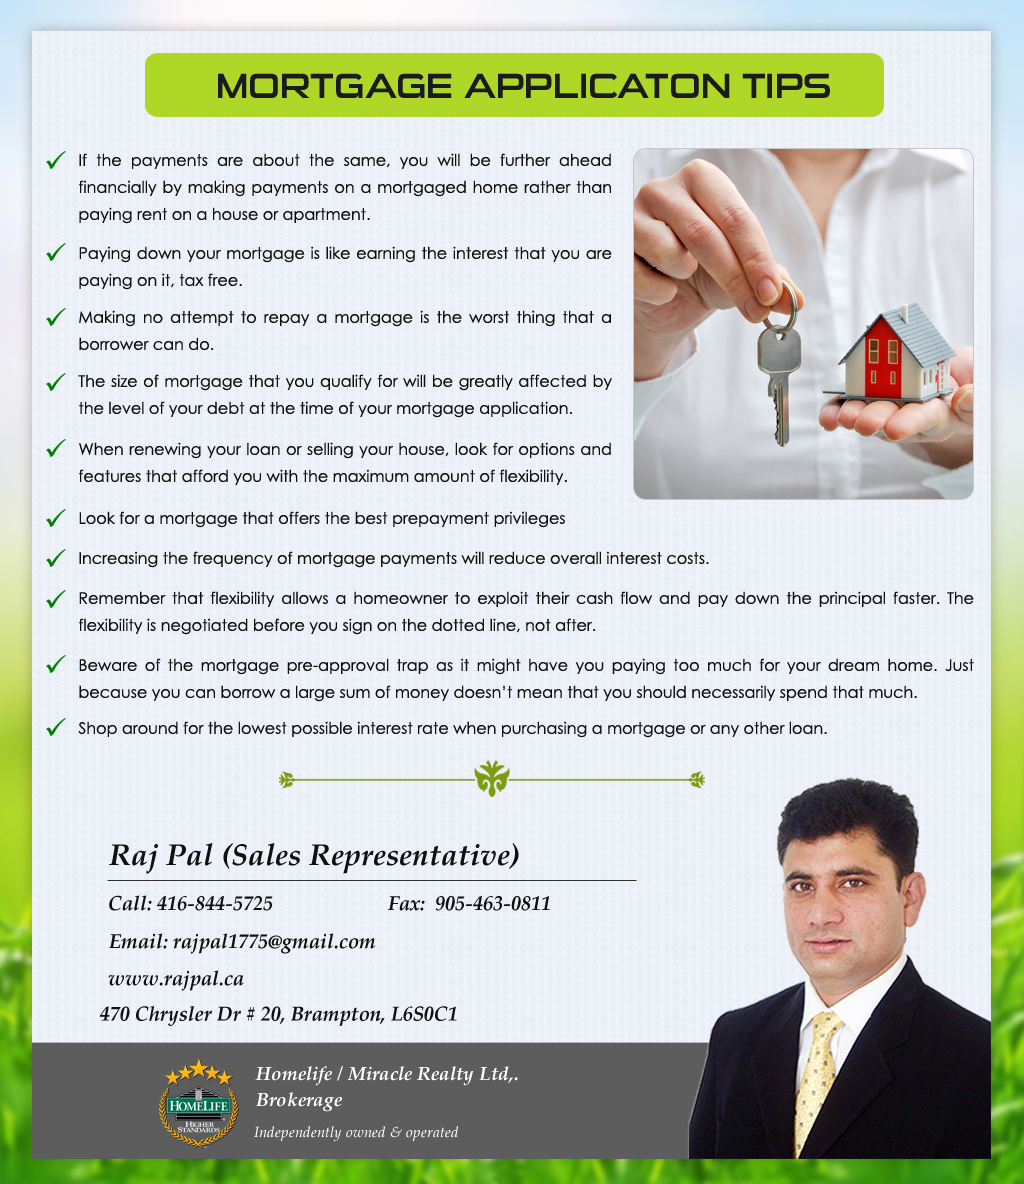 MORTGAGE APPLICATON TIPS
If the payments are about the same, you will be further ahead
financially by making payments on a mortgaged home rather than
paying rent on a house or apartment.
Paying down your mortgage is like earning the interest that you are
paying on it, tax free.
Making no attempt to repay a mortgage is the worst thing that a
borrower can do.
The size of mortgage that you qualify for will be greatly affected by
the level of your debt at the time of your mortgage application.
When renewing your loan or selling your house, look for options and
features that afford you with the maximum amount of flexibility.
Look for a mortgage that offers the best prepayment privileges
Increasing the frequency of mortgage payments will reduce overall interest costs.
Remember that flexibility allows a homeowner to exploit their cash flow and pay down the principal faster. The
flexibility is negotiated before you sign on the dotted line, not after.
Beware of the mortgage pre-approval trap as it might have you paying too much for your dream home. Just
because you can borrow a large sum of money doesn't mean that you should necessarily spend that much.
Shop around for the lowest possible interest rate when purchasing a mortgage or any other loan.
Raj Pal (Sales Representative)
Call: 416-844-5725 Fax: 905-463-0811
Email: rajpal1775@gmail.com
www.rajpal.ca
470 Chrysler Dr # 20, Brampton, L6S0C1
Homelife / Miracle Realty Ltd,.
Brokerage
Independently owned & operated
HOMELIFE
HIGHER
STANDARDS